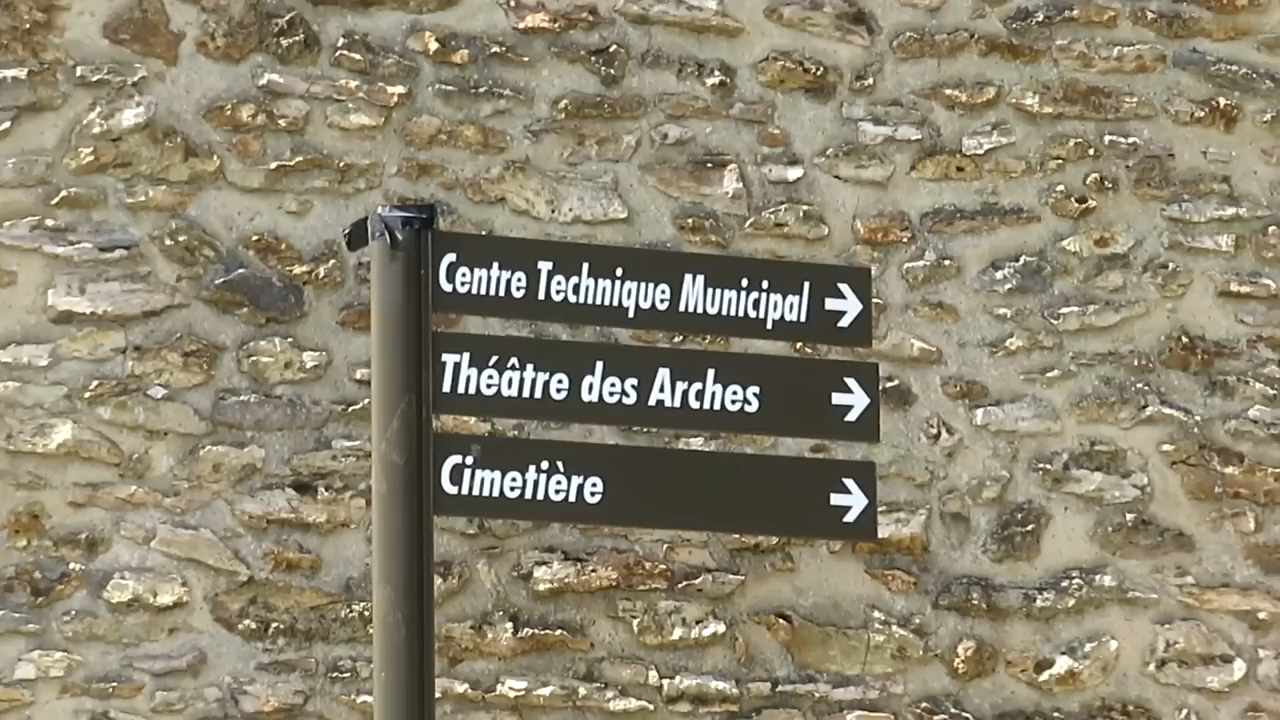 Centre Technique Municipal →
Théâtre des Arches →
Cimetière →